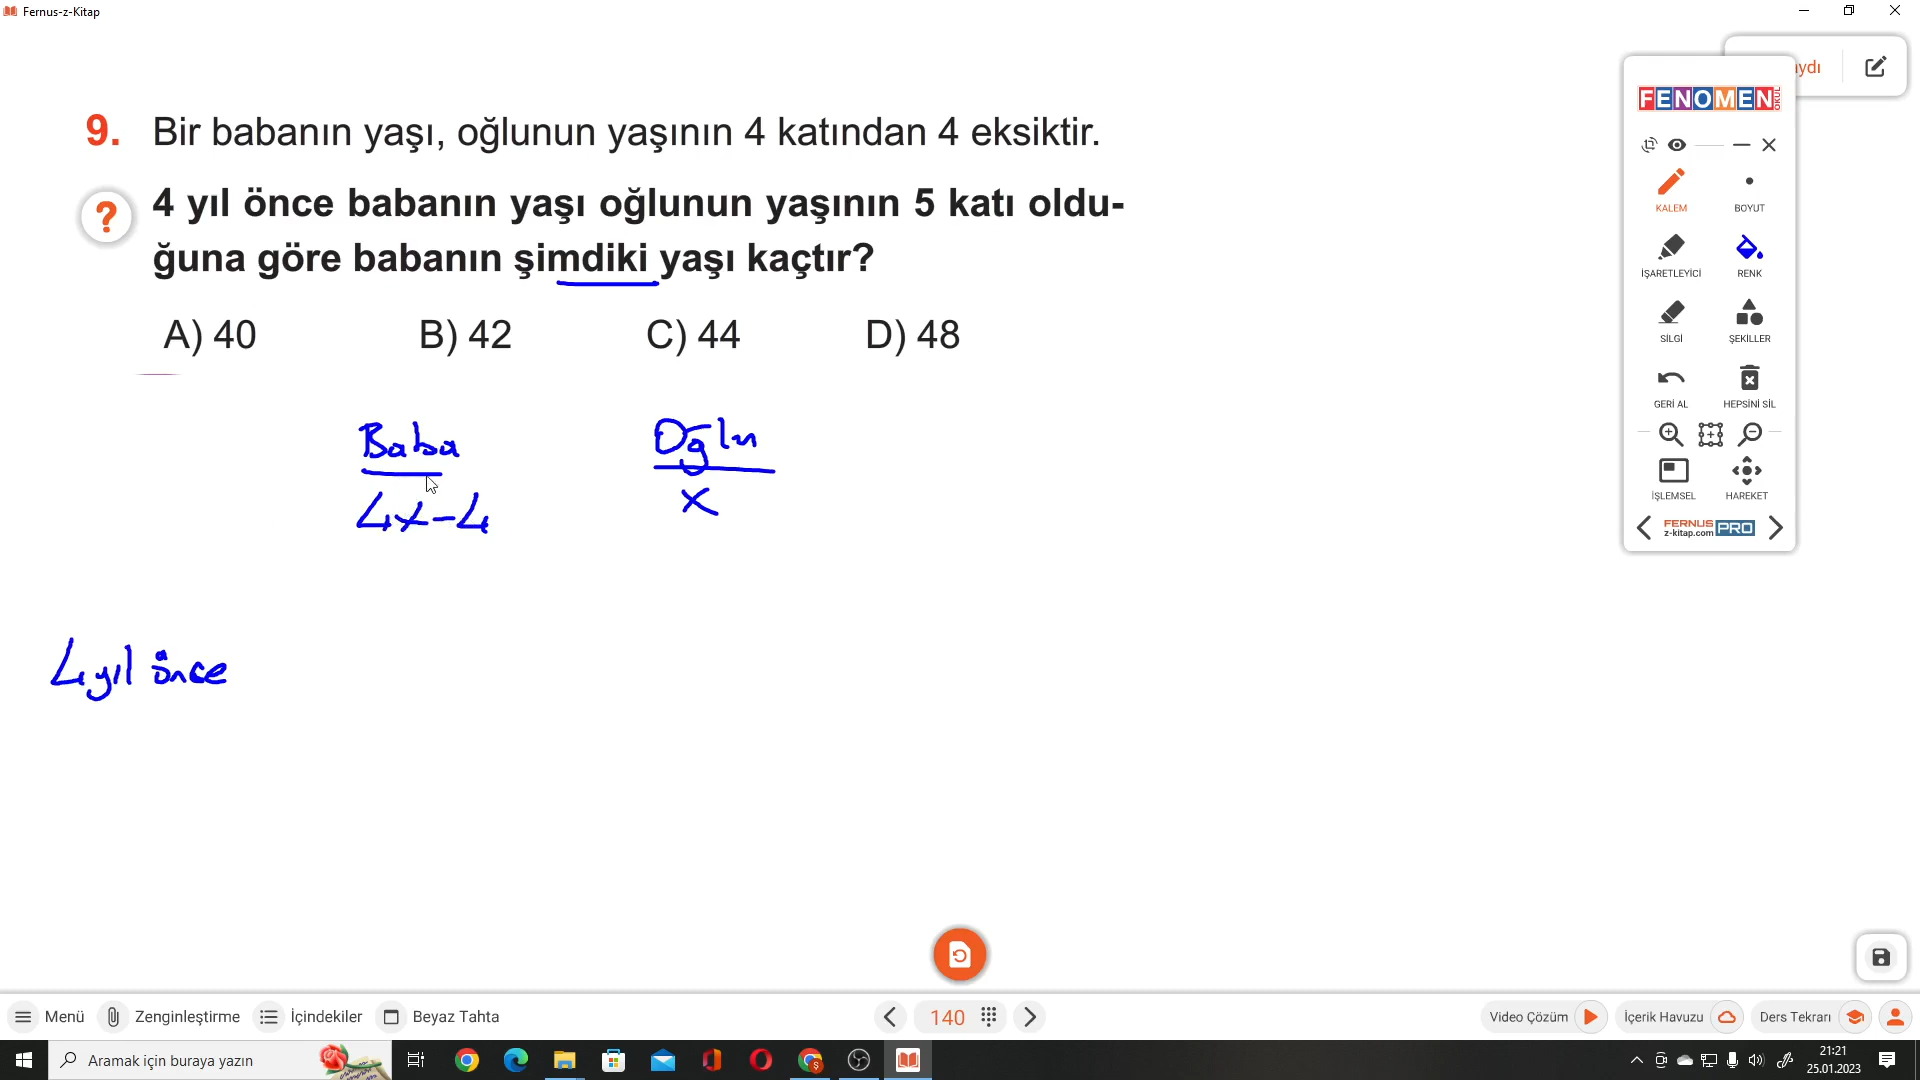 Fernus-z-Kitap
aydı
9. Bir babanın yaşı, oğlunun yaşının 4 katından 4 eksiktir.
? 4 yıl önce babanın yaşı oğlunun yaşının 5 katı oldu-
ğuna göre babanın şimdiki yaşı kaçtır?
A) 40 B) 42 C) 44 D) 48
Baba Oğlu
4x-4 x
4 yıl önce
FENOMEN OKUL
KALEM BOYUT
İŞARETLEYİCİ RENK
SİLGİ ŞEKİLLER
GERİ AL HEPSİNİ SİL
İŞLEMSEL HAREKET
FERNUS PRO
z-kitap.com
Menü Zenginleştirme İçindekiler Beyaz Tahta 140 Video Çözüm İçerik Havuzu Ders Tekrarı
Aramak için buraya yazın
21:21
25.01.2023